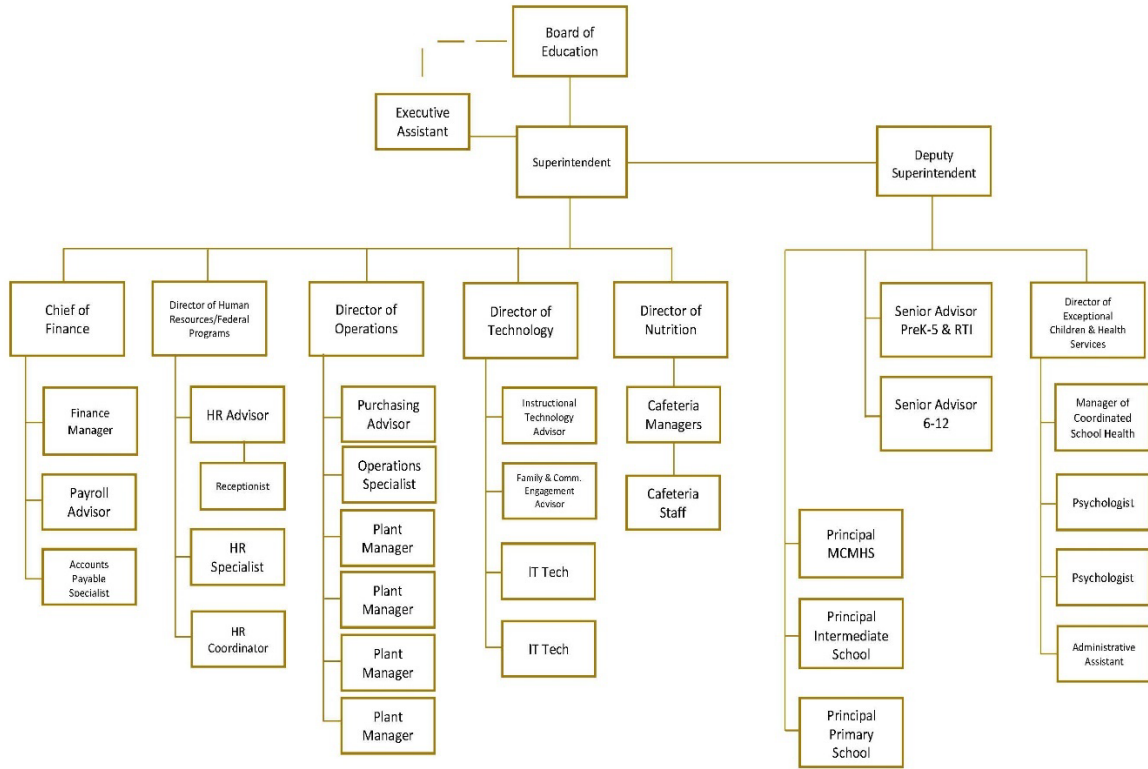 Board of
Education
Executive
Assistant
Superintendent
Deputy
Superintendent
Chief of
Finance
Director of Human
Resources/Federal
Programs
Director of
Operations
Director of
Technology
Director of
Nutrition
Senior Advisor
PreK-5 & RTI
Director of
Exceptional
Children & Health
Services
Finance
Manager
HR Advisor
Purchasing
Advisor
Instructional
Technology
Advisor
Cafeteria
Managers
Senior Advisor
6-12
Manager of
Coordinated
School Health
Payroll
Advisor
Receptionist
Operations
Specialist
Family & Comm.
Engagement
Advisor
Cafeteria
Staff
Psychologist
Accounts
Payable
Specialist
HR
Specialist
Plant
Manager
IT Tech
Principal
MCMHS
Psychologist
Plant
Manager
HR
Coordinator
Plant
Manager
IT Tech
Principal
Intermediate
School
Administrative
Assistant
Plant
Manager
Principal
Primary
School